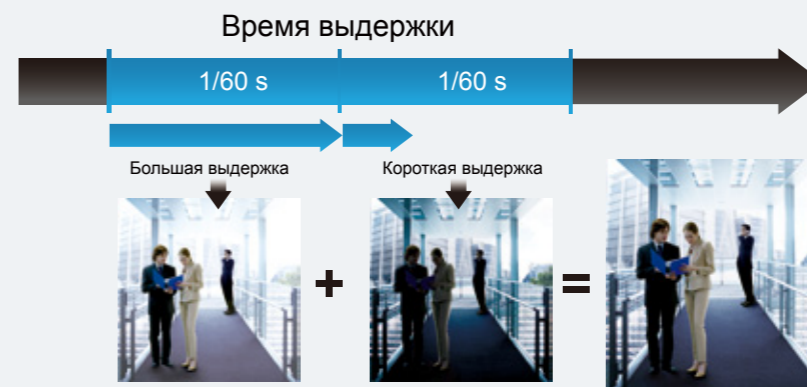 Время выдержки
1/60 s 1/60 s
Большая выдержка Короткая выдержка
+ =